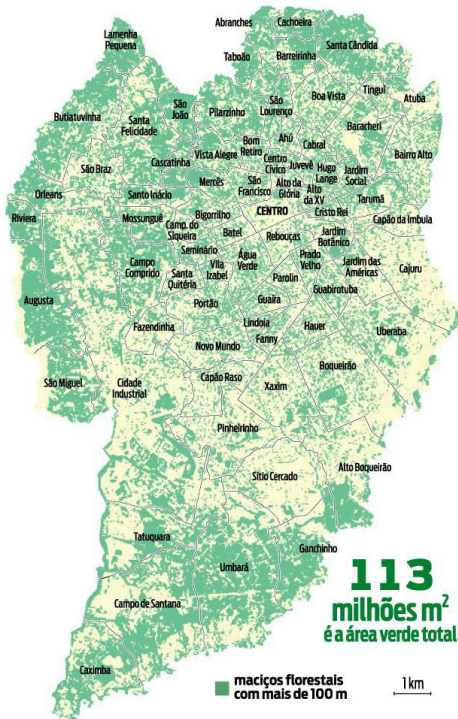 Abranches
Cachoeira
Lamenha
Pequena
Santa Cândida
Taboão
Barreirinha
Tingui
Atuba
Boa Vista
São
João
São
Lourenço
Pilarzinho
Butiatuvinha
Santa
Felicidade
Bacacheri
Ahú
Cabral
Bom
Retiro
Vista Alegre
Cascatinha
Bairro Alto
São Braz
Centro
Cívico
Juvevê
Hugo
Lange
Jardim
Social
Mercês
São
Francisco
Alto da
Glória
Alto
da XV
Tarumã
Orleans
Santo Inácio
Riviera
Mossunguê
Bigorrilho
CENTRO
Cristo Rei
Capão da Imbuia
Camp. do
Siqueira
Batel
Rebouças
Jardim
Botânico
Seminário
Água
Verde
Prado
Velho
Jardim das
Américas
Cajuru
Campo
Comprido
Santa
Quitéria
Vila
Izabel
Parolin
Guabirotuba
Augusta
Portão
Guaíra
Fazendinha
Lindoia
Hauer
Uberaba
Novo Mundo
Fanny
Boqueirão
São Miguel
Cidade
Industrial
Capão Raso
Xaxim
Pinheirinho
Alto Boqueirão
Sítio Cercado
Tatuquara
Ganchinho
Umbará
Campo de Santana
Caximba
113
milhões m²
é a área verde total
maciços florestais
com mais de 100 m
1 km